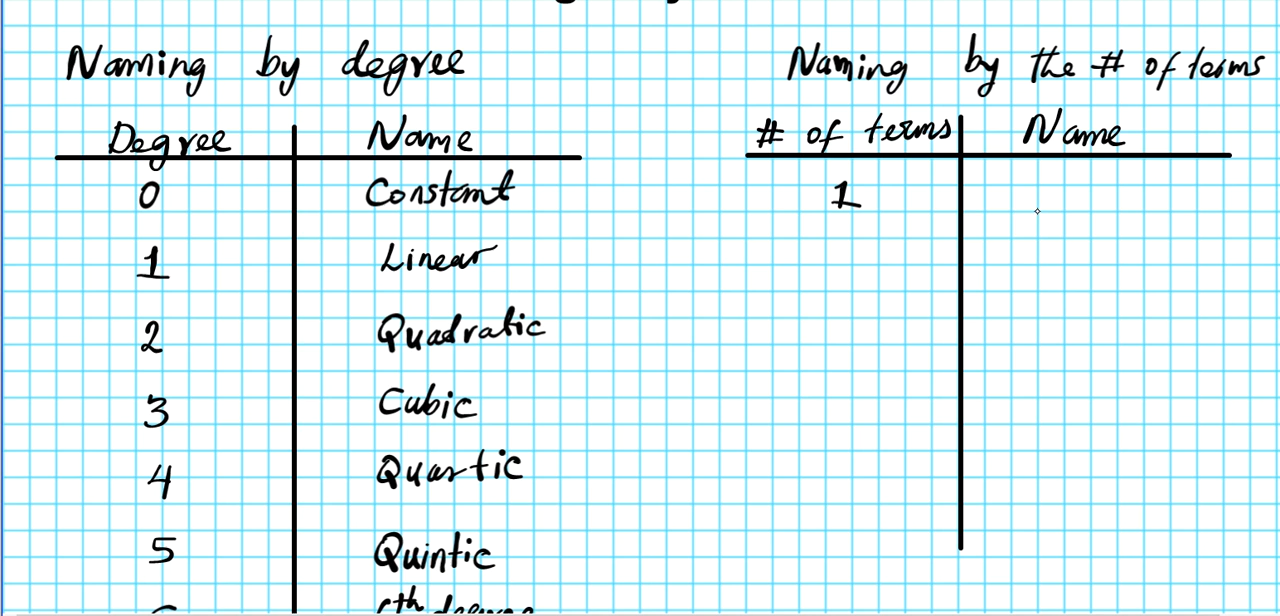 Naming by degree
Degree Name
0 Constant
1 Linear
2 Quadratic
3 Cubic
4 Quartic
5 Quintic
Naming by the # of terms
# of terms Name
1